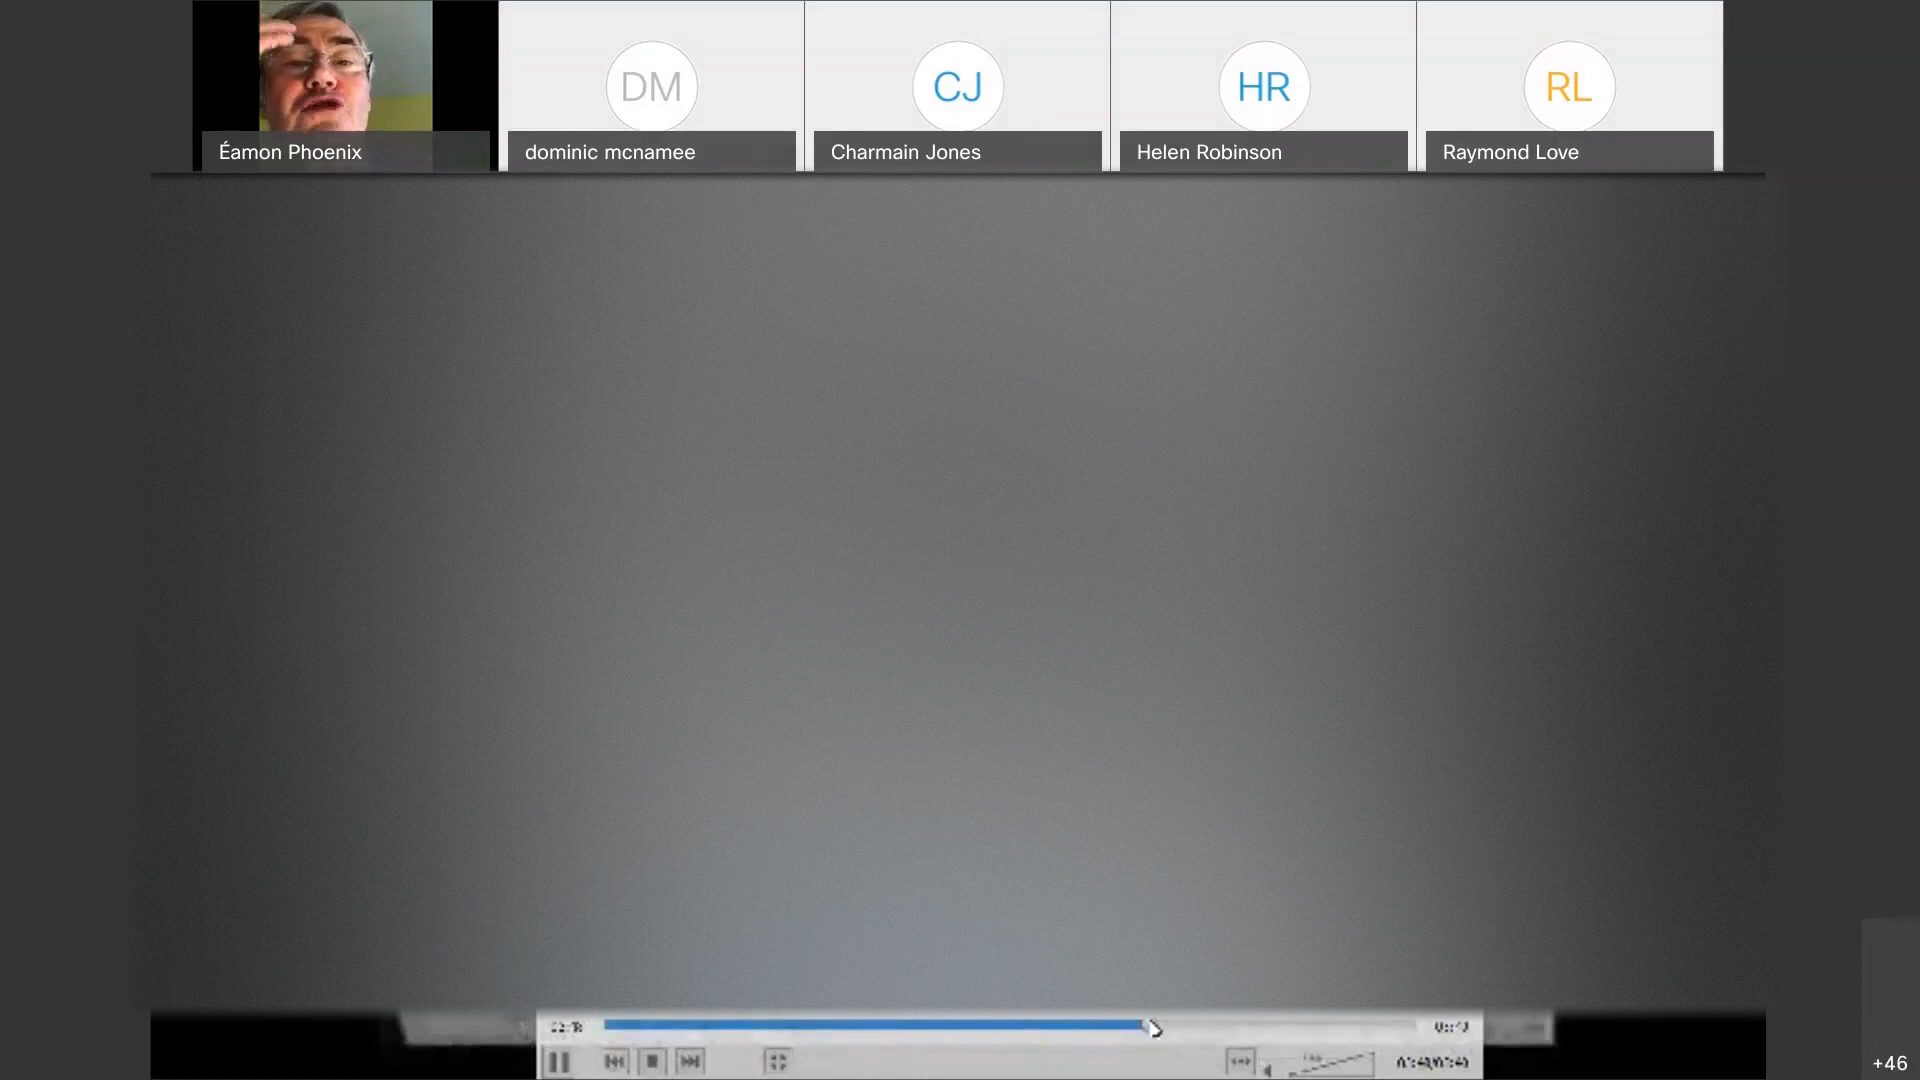 DM
CJ
HR
RL
Éamon Phoenix
dominic mcnamee
Charmain Jones
Helen Robinson
Raymond Love
+46